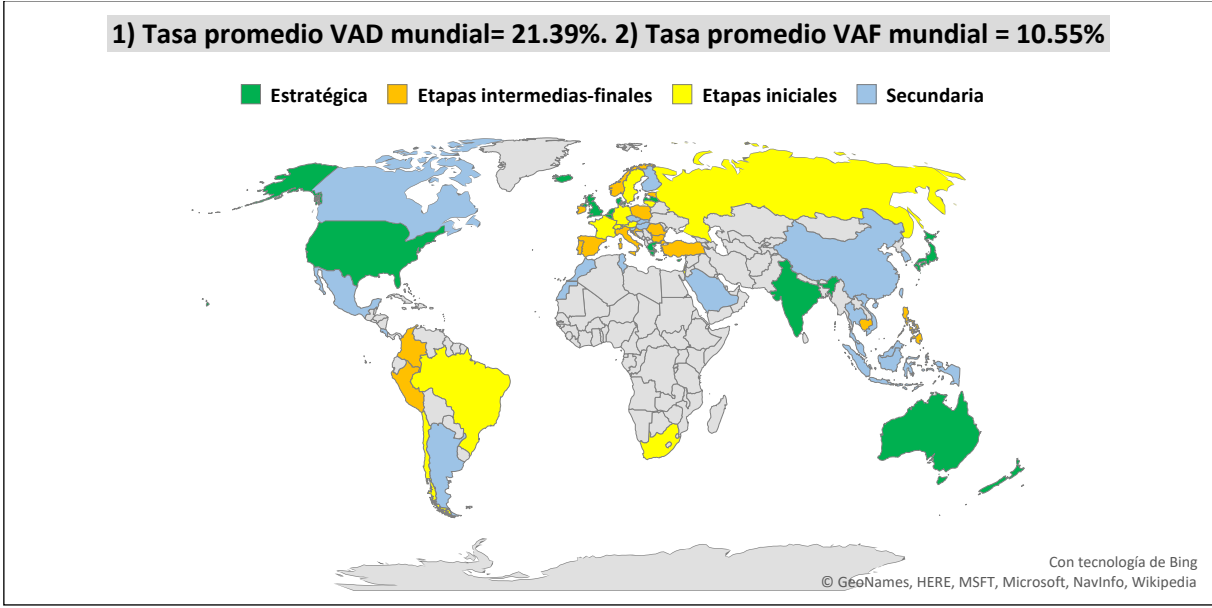 1) Tasa promedio VAD mundial= 21.39%. 2) Tasa promedio VAF mundial = 10.55%
Estratégica Etapas intermedias-finales Etapas iniciales Secundaria
Con tecnología de Bing
© GeoNames, HERE, MSFT, Microsoft, NavInfo, Wikipedia